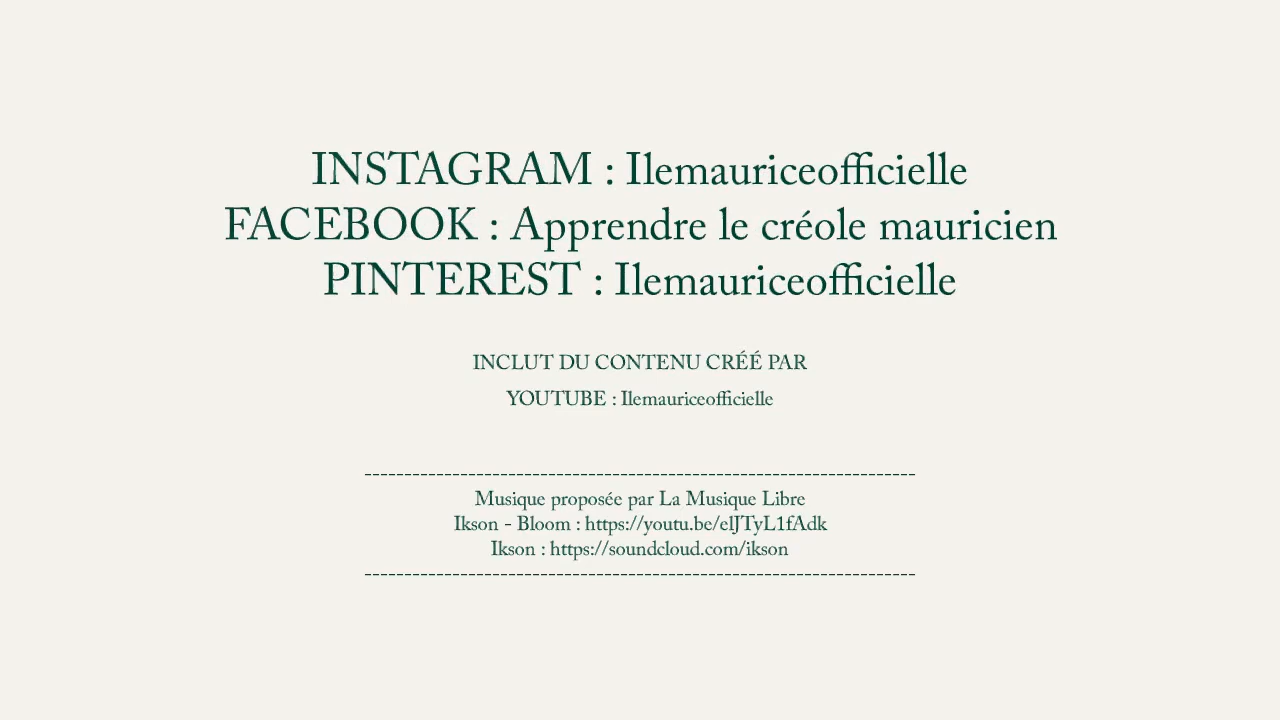 INSTAGRAM : Ilemauriceofficielle
FACEBOOK : Apprendre le créole mauricien
PINTEREST : Ilemauriceofficielle
INCLUT DU CONTENU CRÉÉ PAR
YOUTUBE : Ilemauriceofficielle
---------------------------------------------------------------------
Musique proposée par La Musique Libre
Ikson - Bloom : https://youtu.be/elJTyL1fAdk
Ikson : https://soundcloud.com/ikson
---------------------------------------------------------------------